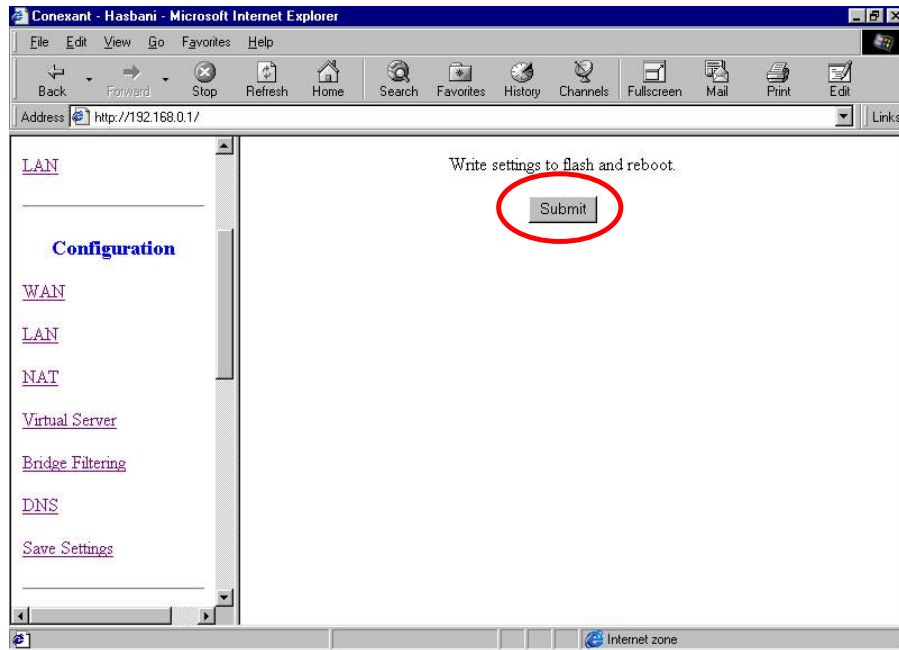 Conexant - Hasbani - Microsoft Internet Explorer
File Edit View Go Favorites Help
Back Forward Stop Refresh Home Search Favorites History Channels Fullscreen Mail Print Edit
Address http://192.168.0.1/ Links
LAN
Write settings to flash and reboot.
Submit
Configuration
WAN
LAN
NAT
Virtual Server
Bridge Filtering
DNS
Save Settings
Internet zone